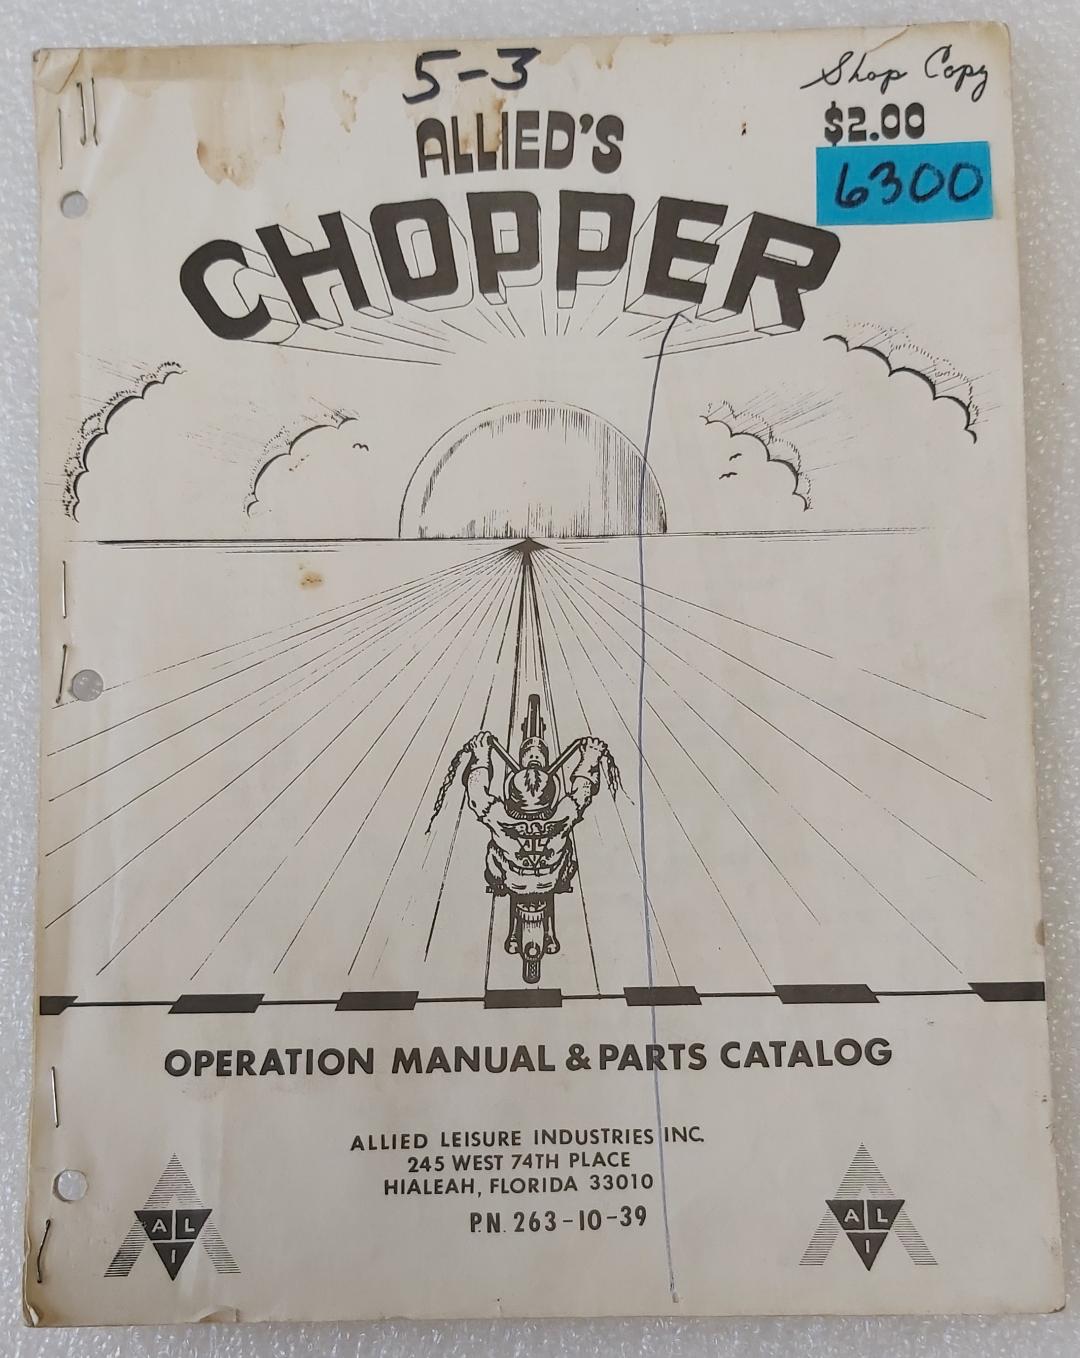 5-3
Shop Copy
$2.00
6300
ALLIED'S
CHOPPER
OPERATION MANUAL & PARTS CATALOG
ALLIED LEISURE INDUSTRIES INC.
245 WEST 74TH PLACE
HIALEAH, FLORIDA 33010
P.N. 263-10-39
A L I
A L I